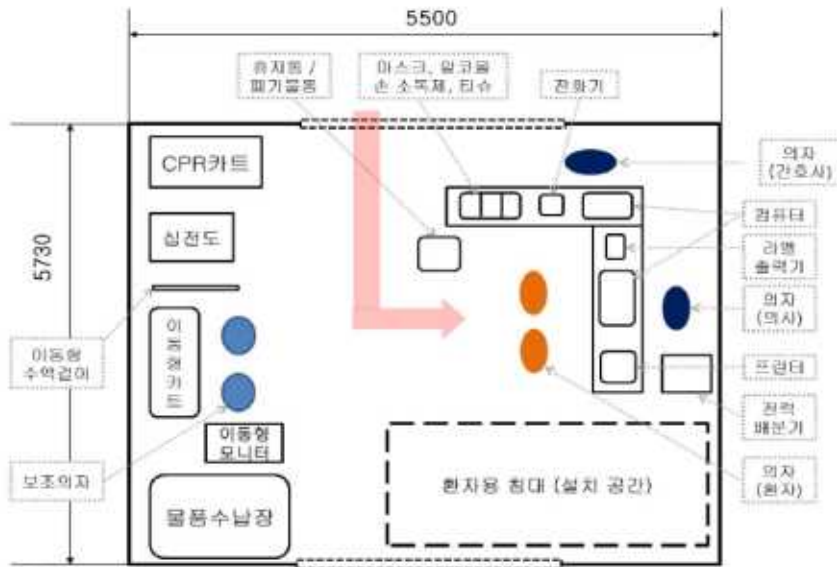 5500
휴지통 /
폐기물통
마스크, 알코올
손 소독제, 티슈
전화기
5730
CPR카트
심전도
의자
(간호사)
컴퓨터
라벨
출력기
의자
(의사)
이동형
수액걸이
이동형카트
프린터
전력
배분기
이동형
모니터
보조의자
환자용 침대 (설치 공간)
의자
(환자)
물품수납장